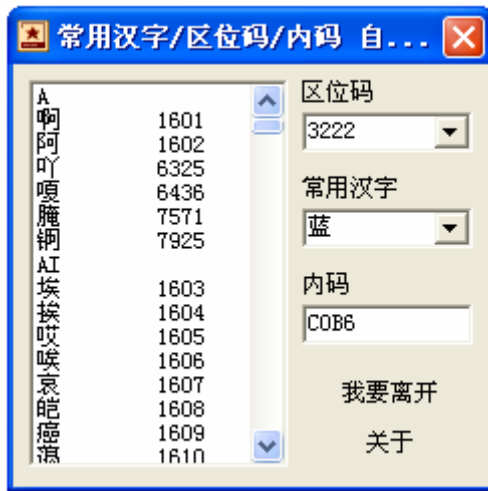 常用汉字/区位码/内码 自...
A
啊 1601
阿 1602
吖 6325
嗄 6436
腌 7571
锕 7925
AI
埃 1603
挨 1604
哎 1605
唉 1606
哀 1607
皑 1608
癌 1609
蔼 1610
区位码
3222
常用汉字
蓝
内码
C0B6
我要离开
关于